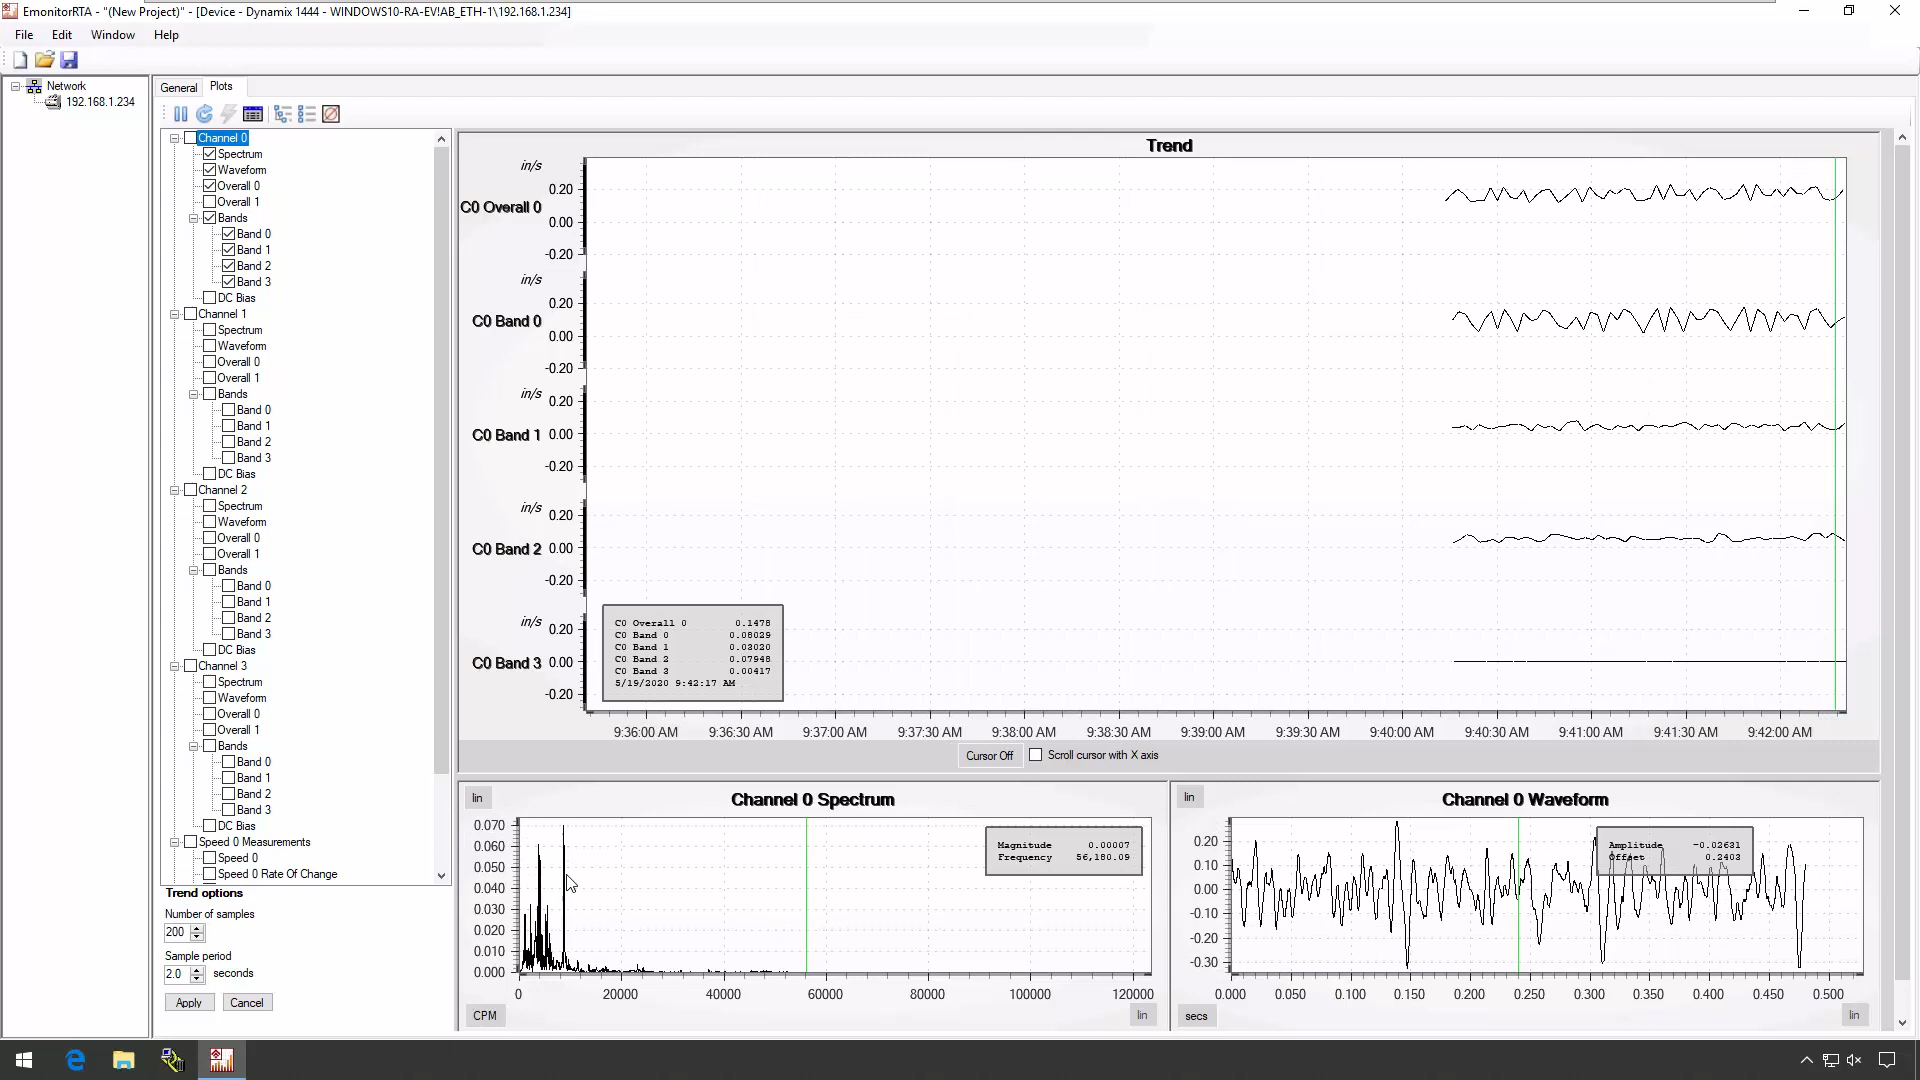 EmonitorRTA - "(New Project)" - [Device - Dynamix 1444 - WINDOWS10-RA-EV!AB_ETH-1\192.168.1.234]
File Edit Window Help
Network
192.168.1.234
General Plots
Channel 0
Spectrum
Waveform
Overall 0
Overall 1
Bands
Band 0
Band 1
Band 2
Band 3
DC Bias
Channel 1
Spectrum
Waveform
Overall 0
Overall 1
Bands
Band 0
Band 1
Band 2
Band 3
DC Bias
Channel 2
Spectrum
Waveform
Overall 0
Overall 1
Bands
Band 0
Band 1
Band 2
Band 3
DC Bias
Channel 3
Spectrum
Waveform
Overall 0
Overall 1
Bands
Band 0
Band 1
Band 2
Band 3
DC Bias
Speed 0 Measurements
Speed 0
Speed 0 Rate Of Change
Trend options
Number of samples
200
Sample period
2.0 seconds
Apply Cancel
Trend
in/s
0.20
C0 Overall 0
0.00
-0.20
in/s
0.20
C0 Band 0
0.00
-0.20
in/s
0.20
C0 Band 1 0.00
-0.20
in/s
0.20
C0 Band 2 0.00
-0.20
in/s
0.20
C0 Band 3 0.00
-0.20
C0 Overall 0 0.1478
C0 Band 0 0.08029
C0 Band 1 0.03020
C0 Band 2 0.07948
C0 Band 3 0.00417
5/19/2020 9:42:17 AM
9:36:00 AM 9:36:30 AM 9:37:00 AM 9:37:30 AM 9:38:00 AM 9:38:30 AM 9:39:00 AM 9:39:30 AM 9:40:00 AM 9:40:30 AM 9:41:00 AM 9:41:30 AM 9:42:00 AM
Cursor Off Scroll cursor with X axis
lin Channel 0 Spectrum
0.070
0.060
0.050
0.040
0.030
0.020
0.010
0.000
Magnitude 0.00007
Frequency 56,180.09
0 20000 40000 60000 80000 100000 120000
CPM lin
lin Channel 0 Waveform
0.20
0.10
0.00
-0.10
-0.20
-0.30
Amplitude -0.02631
Offset 0.2403
0.000 0.050 0.100 0.150 0.200 0.250 0.300 0.350 0.400 0.450 0.500
secs lin